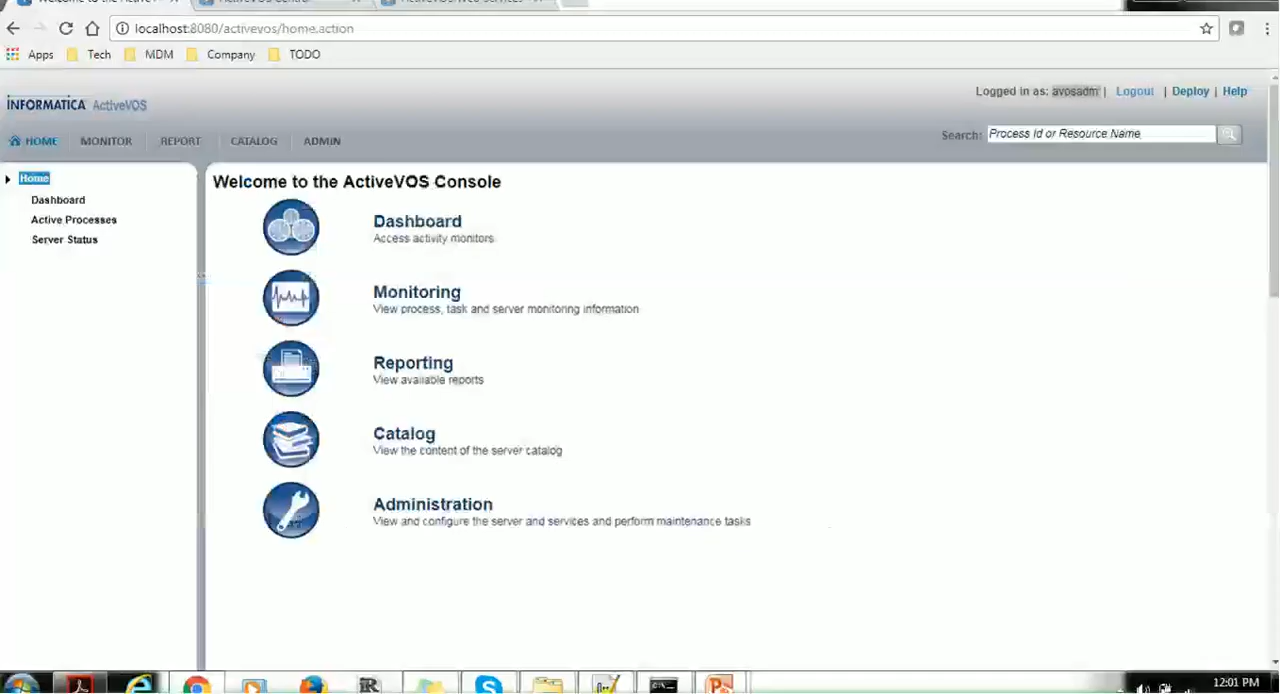 localhost:8080/activevos/home.action
Apps Tech MDM Company TODO
Logged in as: avosadm | Logout | Deploy | Help
INFORMATICA ActiveVOS
HOME MONITOR REPORT CATALOG ADMIN
Search: Process Id or Resource Name
Home
Dashboard
Active Processes
Server Status
Welcome to the ActiveVOS Console
Dashboard
Access activity monitors
Monitoring
View process, task and server monitoring information
Reporting
View available reports
Catalog
View the content of the server catalog
Administration
View and configure the server and services and perform maintenance tasks
12:01 PM